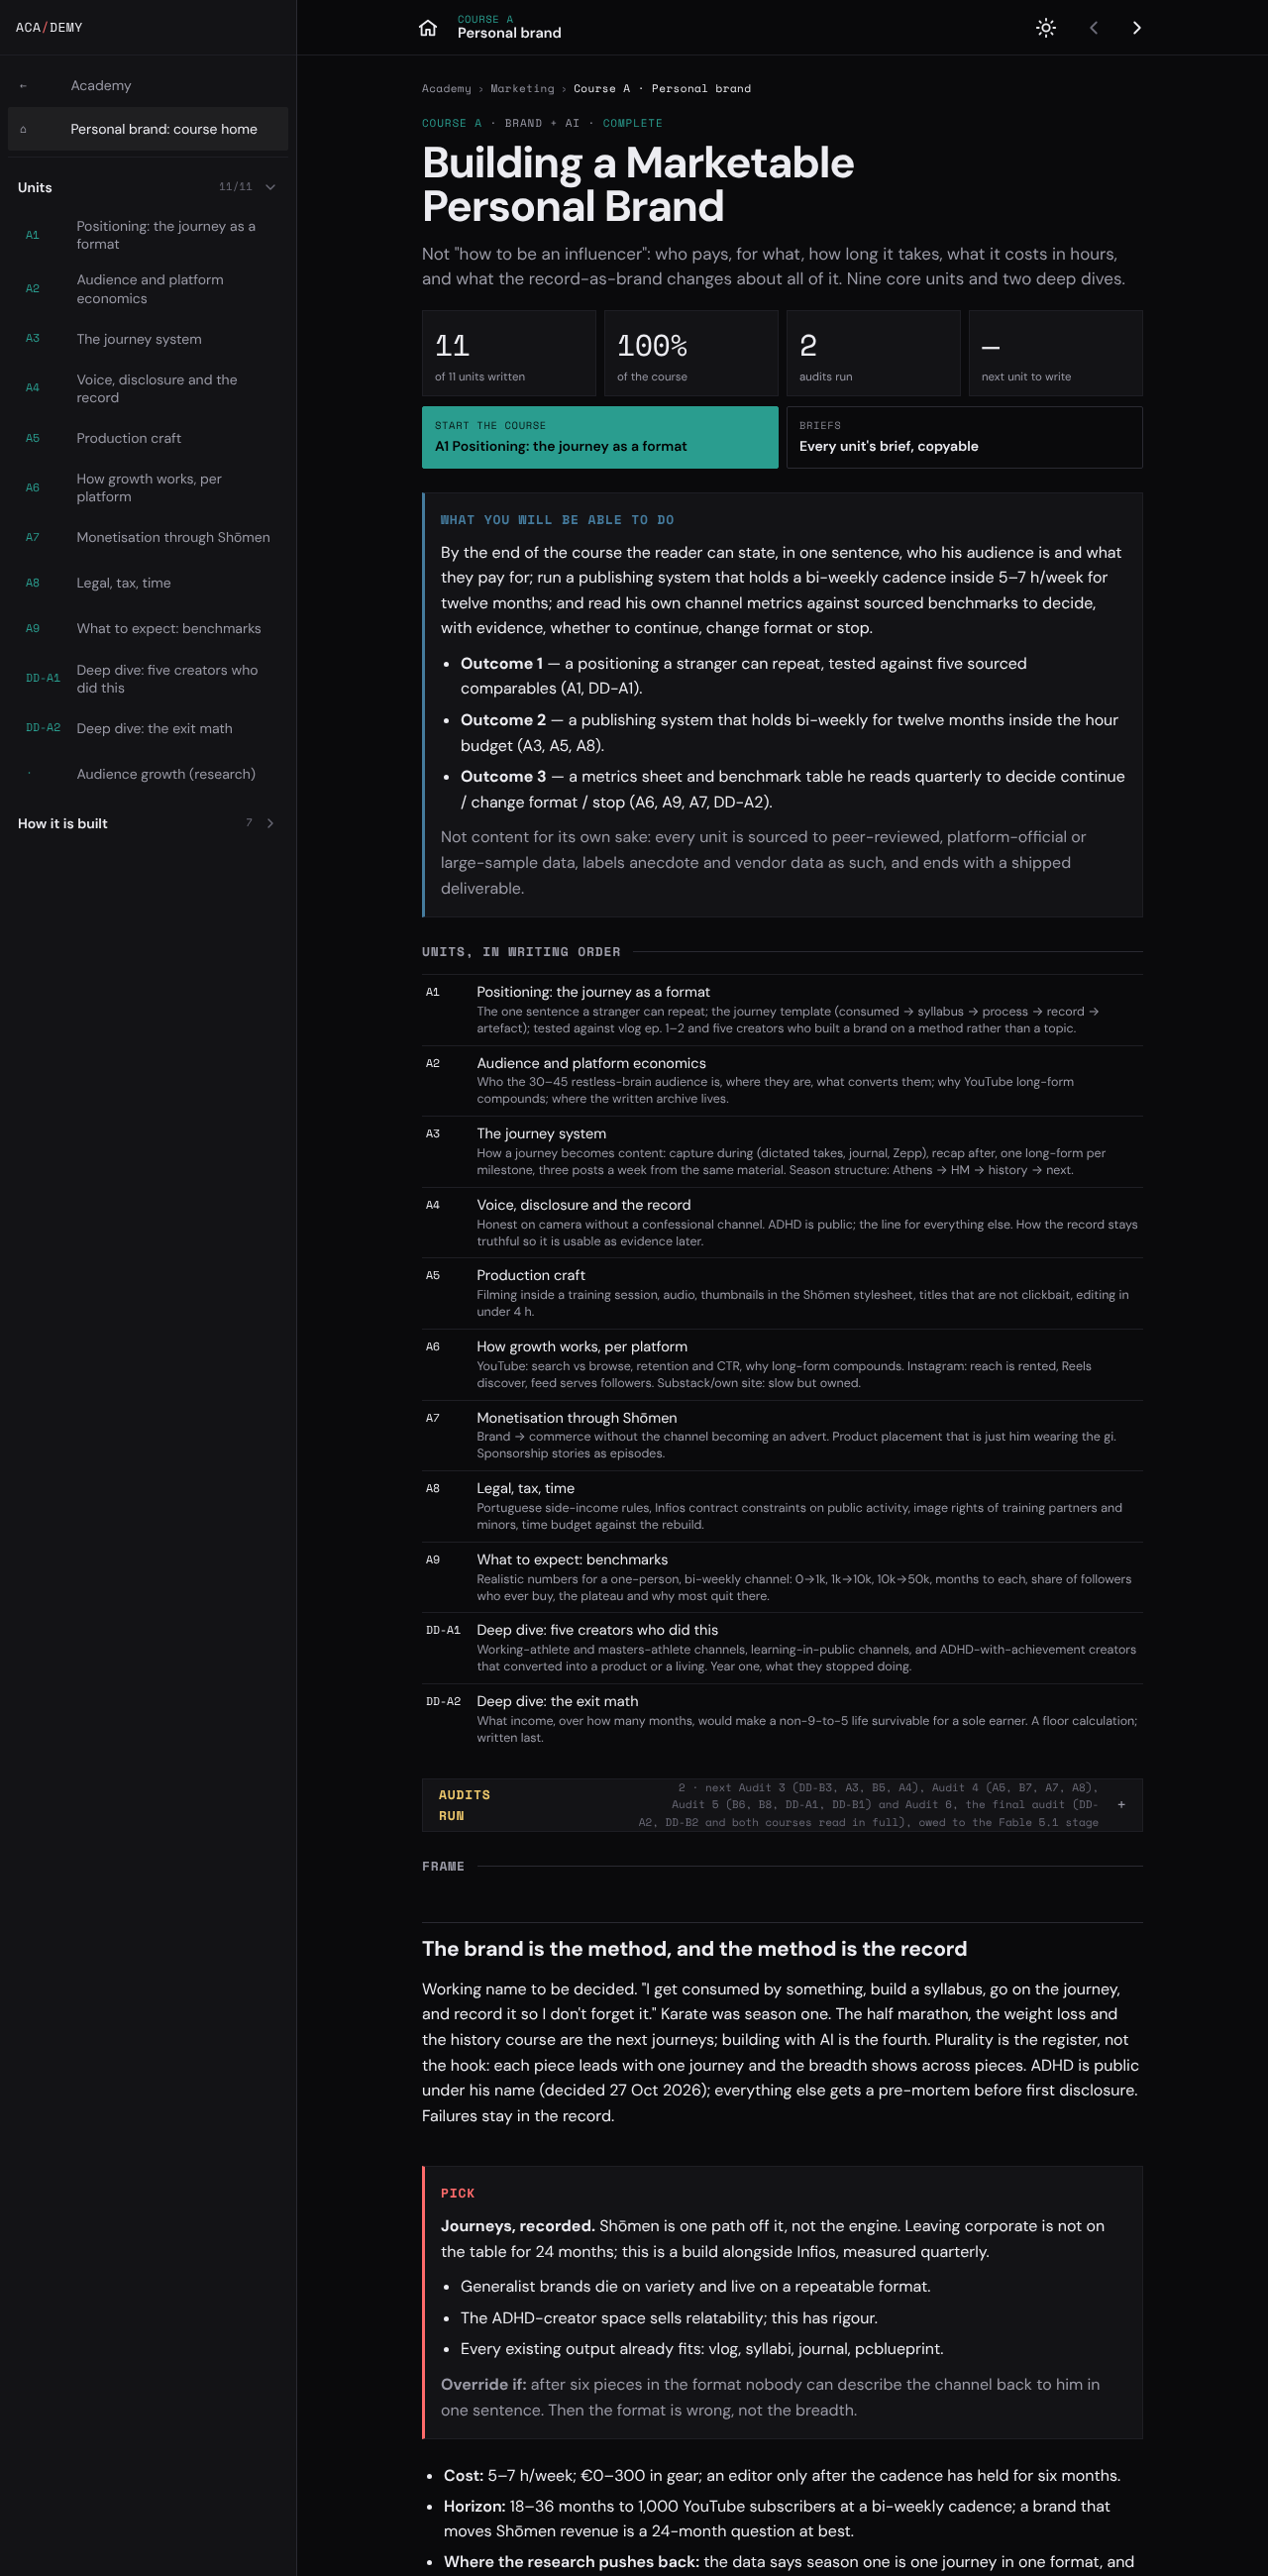 ACA/DEMY
← Academy
⌂ Personal brand: course home
Units 11/11
A1 Positioning: the journey as a
format
A2 Audience and platform
economics
A3 The journey system
A4 Voice, disclosure and the
record
A5 Production craft
A6 How growth works, per
platform
A7 Monetisation through Shōmen
A8 Legal, tax, time
A9 What to expect: benchmarks
DD-A1 Deep dive: five creators who
did this
DD-A2 Deep dive: the exit math
· Audience growth (research)
How it is built 7
COURSE A
Personal brand
Academy › Marketing › Course A · Personal brand
COURSE A · BRAND + AI · COMPLETE
Building a Marketable
Personal Brand
Not "how to be an influencer": who pays, for what, how long it takes, what it costs in hours,
and what the record-as-brand changes about all of it. Nine core units and two deep dives.
11
of 11 units written
100%
of the course
2
audits run
—
next unit to write
START THE COURSE
A1 Positioning: the journey as a format
BRIEFS
Every unit's brief, copyable
WHAT YOU WILL BE ABLE TO DO
By the end of the course the reader can state, in one sentence, who his audience is and what
they pay for; run a publishing system that holds a bi-weekly cadence inside 5–7 h/week for
twelve months; and read his own channel metrics against sourced benchmarks to decide,
with evidence, whether to continue, change format or stop.
• Outcome 1 — a positioning a stranger can repeat, tested against five sourced
comparables (A1, DD-A1).
• Outcome 2 — a publishing system that holds bi-weekly for twelve months inside the hour
budget (A3, A5, A8).
• Outcome 3 — a metrics sheet and benchmark table he reads quarterly to decide continue
/ change format / stop (A6, A9, A7, DD-A2).
Not content for its own sake: every unit is sourced to peer-reviewed, platform-official or
large-sample data, labels anecdote and vendor data as such, and ends with a shipped
deliverable.
UNITS, IN WRITING ORDER
A1 Positioning: the journey as a format
The one sentence a stranger can repeat; the journey template (consumed → syllabus → process → record →
artefact); tested against vlog ep. 1–2 and five creators who built a brand on a method rather than a topic.
A2 Audience and platform economics
Who the 30–45 restless-brain audience is, where they are, what converts them; why YouTube long-form
compounds; where the written archive lives.
A3 The journey system
How a journey becomes content: capture during (dictated takes, journal, Zepp), recap after, one long-form per
milestone, three posts a week from the same material. Season structure: Athens → HM → history → next.
A4 Voice, disclosure and the record
Honest on camera without a confessional channel. ADHD is public; the line for everything else. How the record stays
truthful so it is usable as evidence later.
A5 Production craft
Filming inside a training session, audio, thumbnails in the Shōmen stylesheet, titles that are not clickbait, editing in
under 4 h.
A6 How growth works, per platform
YouTube: search vs browse, retention and CTR, why long-form compounds. Instagram: reach is rented, Reels
discover, feed serves followers. Substack/own site: slow but owned.
A7 Monetisation through Shōmen
Brand → commerce without the channel becoming an advert. Product placement that is just him wearing the gi.
Sponsorship stories as episodes.
A8 Legal, tax, time
Portuguese side-income rules, Infios contract constraints on public activity, image rights of training partners and
minors, time budget against the rebuild.
A9 What to expect: benchmarks
Realistic numbers for a one-person, bi-weekly channel: 0→1k, 1k→10k, 10k→50k, months to each, share of followers
who ever buy, the plateau and why most quit there.
DD-A1 Deep dive: five creators who did this
Working-athlete and masters-athlete channels, learning-in-public channels, and ADHD-with-achievement creators
that converted into a product or a living. Year one, what they stopped doing.
DD-A2 Deep dive: the exit math
What income, over how many months, would make a non-9-to-5 life survivable for a sole earner. A floor calculation;
written last.
AUDITS
RUN
2 · next Audit 3 (DD-B3, A3, B5, A4), Audit 4 (A5, B7, A7, A8),
Audit 5 (B6, B8, DD-A1, DD-B1) and Audit 6, the final audit (DD-
A2, DD-B2 and both courses read in full), owed to the Fable 5.1 stage
+
FRAME
The brand is the method, and the method is the record
Working name to be decided. "I get consumed by something, build a syllabus, go on the journey,
and record it so I don't forget it." Karate was season one. The half marathon, the weight loss and
the history course are the next journeys; building with AI is the fourth. Plurality is the register, not
the hook: each piece leads with one journey and the breadth shows across pieces. ADHD is public
under his name (decided 27 Oct 2026); everything else gets a pre-mortem before first disclosure.
Failures stay in the record.
PICK
Journeys, recorded. Shōmen is one path off it, not the engine. Leaving corporate is not on
the table for 24 months; this is a build alongside Infios, measured quarterly.
• Generalist brands die on variety and live on a repeatable format.
• The ADHD-creator space sells relatability; this has rigour.
• Every existing output already fits: vlog, syllabi, journal, pcblueprint.
Override if: after six pieces in the format nobody can describe the channel back to him in
one sentence. Then the format is wrong, not the breadth.
• Cost: 5–7 h/week; €0–300 in gear; an editor only after the cadence has held for six months.
• Horizon: 18–36 months to 1,000 YouTube subscribers at a bi-weekly cadence; a brand that
moves Shōmen revenue is a 24-month question at best.
• Where the research pushes back: the data says season one is one journey in one format, and